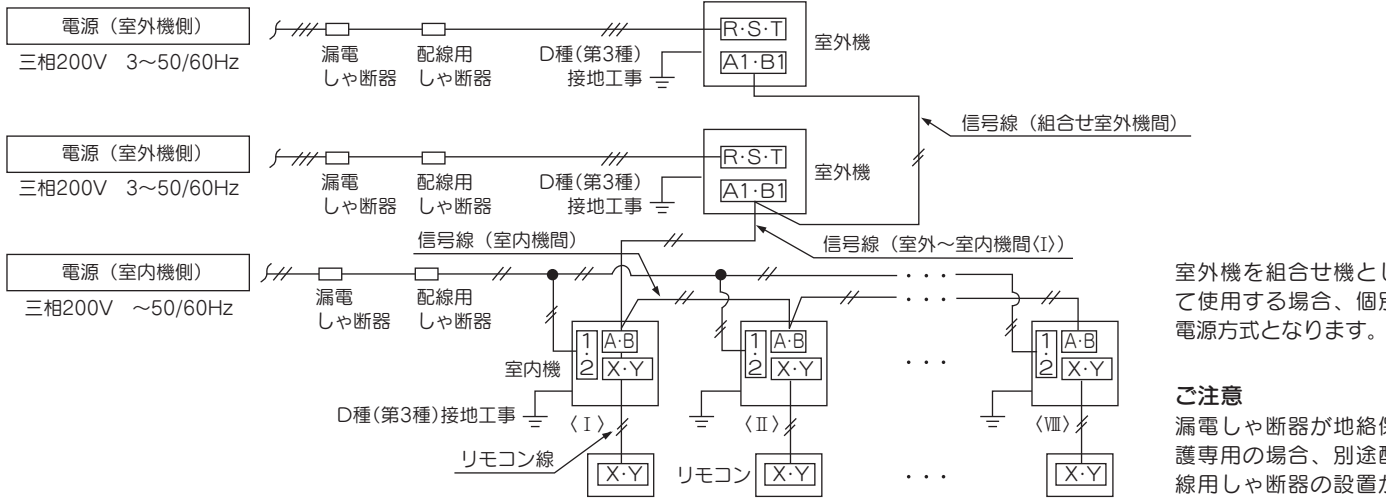 電源（室外機側）
三相200V　3～50/60Hz
漏電
しゃ断器
配線用
しゃ断器
D種(第3種)
接地工事
R·S·T
A1·B1
室外機
信号線（組合せ室外機間）
電源（室外機側）
三相200V　3～50/60Hz
漏電
しゃ断器
配線用
しゃ断器
D種(第3種)
接地工事
R·S·T
A1·B1
室外機
信号線（室内機間）
信号線（室外～室内機間〈I〉）
電源（室内機側）
三相200V　～50/60Hz
漏電
しゃ断器
配線用
しゃ断器
室内機
1·2
A·B
X·Y
1·2
A·B
X·Y
1·2
A·B
X·Y
D種(第3種)接地工事
〈Ⅰ〉
〈Ⅱ〉
〈Ⅷ〉
リモコン線
X·Y
リモコン
X·Y
X·Y
室外機を組合せ機とし
て使用する場合、個別
電源方式となります。
ご注意
漏電しゃ断器が地絡保
護専用の場合、別途配
線用しゃ断器の設置が